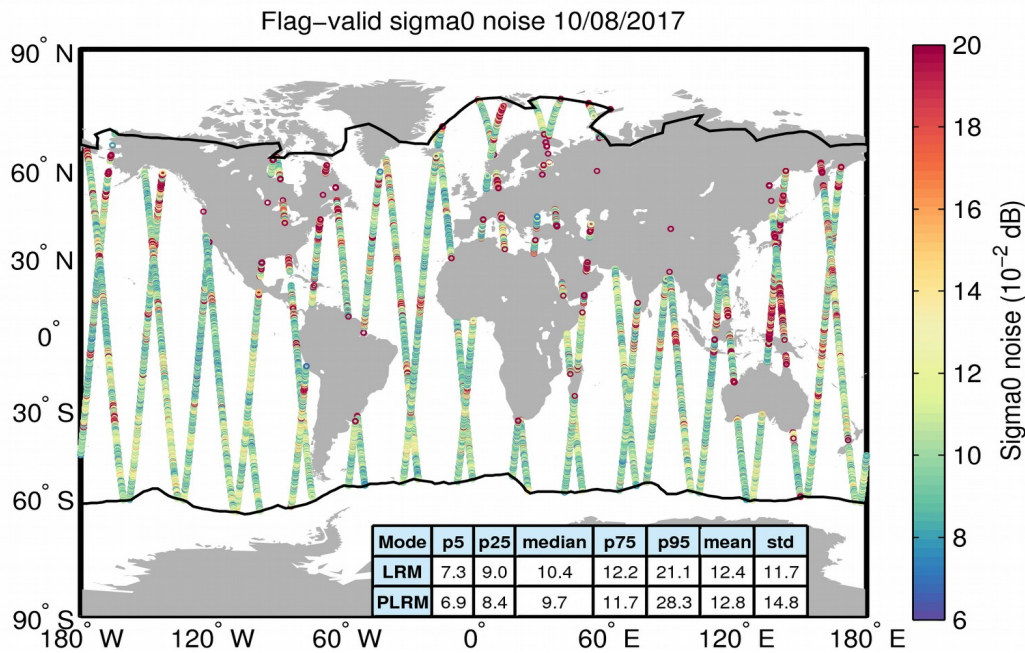 Flag−valid sigma0 noise 10/08/2017
90° N
60° N
30° N
0°
30° S
60° S
90° S
180° W
120° W
60° W
0°
60° E
120° E
180° E
Mode p5 p25 median p75 p95 mean std
LRM 7.3 9.0 10.4 12.2 21.1 12.4 11.7
PLRM 6.9 8.4 9.7 11.7 28.3 12.8 14.8
20
18
16
14
12
10
8
6
Sigma0 noise (10⁻² dB)